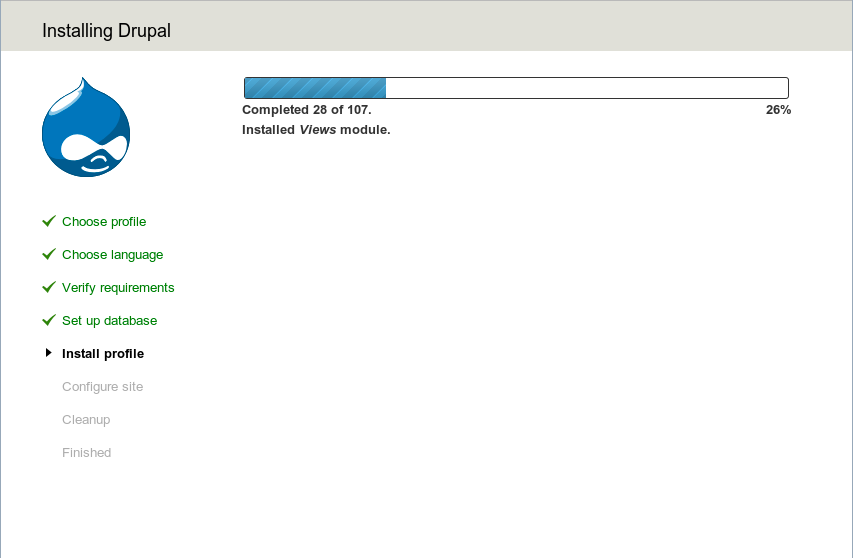 Installing Drupal
Completed 28 of 107.
26%
Installed Views module.
Choose profile
Choose language
Verify requirements
Set up database
Install profile
Configure site
Cleanup
Finished